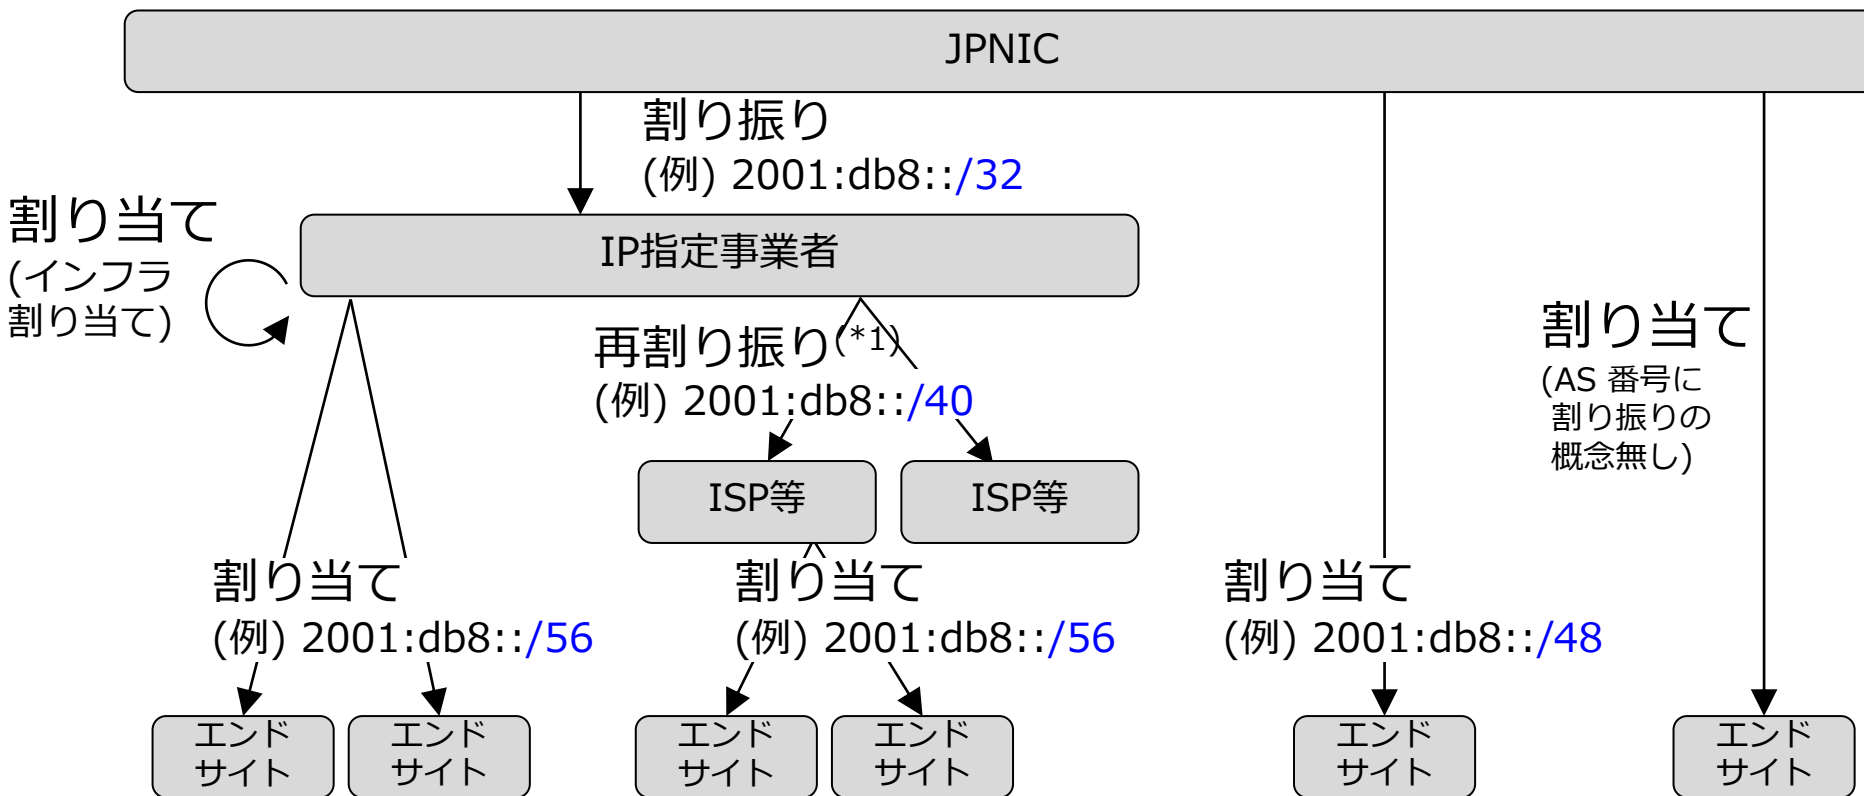 JPNIC
割り振り
(例) 2001:db8::/32
割り当て
(インフラ
割り当て)
IP指定事業者
再割り振り(*1)
(例) 2001:db8::/40
割り当て
(AS 番号に
割り振りの
概念無し)
ISP等
ISP等
割り当て
(例) 2001:db8::/56
割り当て
(例) 2001:db8::/56
割り当て
(例) 2001:db8::/48
エンド
サイト
エンド
サイト
エンド
サイト
エンド
サイト
エンド
サイト
エンド
サイト